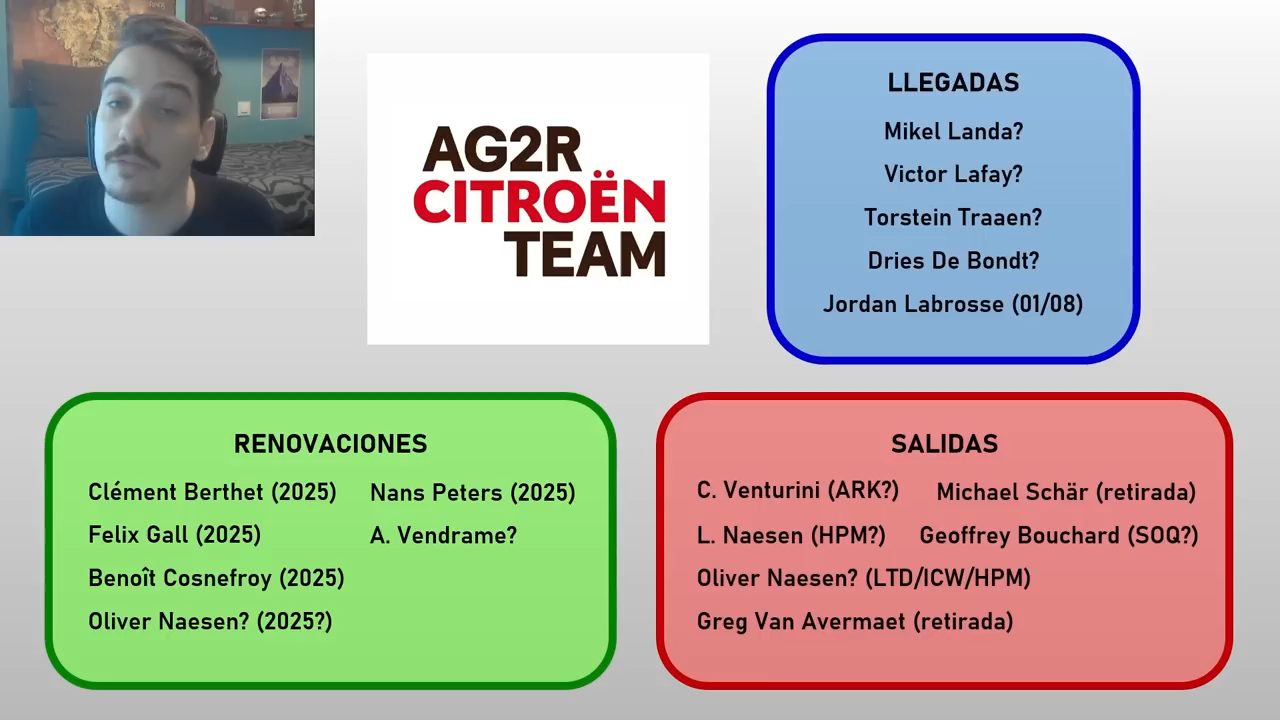 AG2R
CITROËN
TEAM
LLEGADAS
Mikel Landa?
Victor Lafay?
Torstein Traaen?
Dries De Bondt?
Jordan Labrosse (01/08)
RENOVACIONES
Clément Berthet (2025)
Nans Peters (2025)
Felix Gall (2025)
A. Vendrame?
Benoît Cosnefroy (2025)
Oliver Naesen? (2025?)
SALIDAS
C. Venturini (ARK?)
Michael Schär (retirada)
L. Naesen (HPM?)
Geoffrey Bouchard (SOQ?)
Oliver Naesen? (LTD/ICW/HPM)
Greg Van Avermaet (retirada)